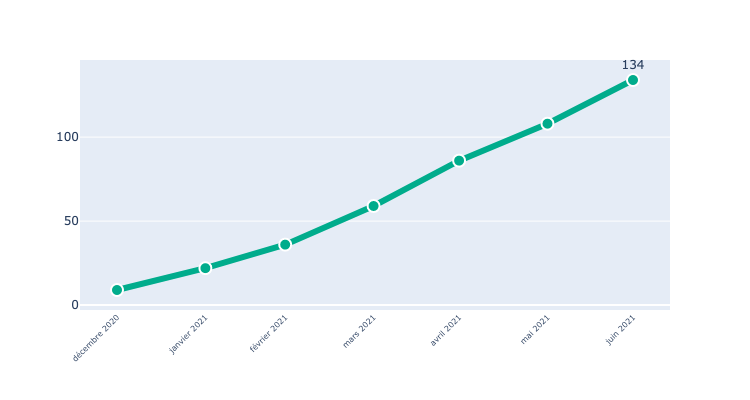 134
100
50
0
décembre 2020
janvier 2021
février 2021
mars 2021
avril 2021
mai 2021
juin 2021